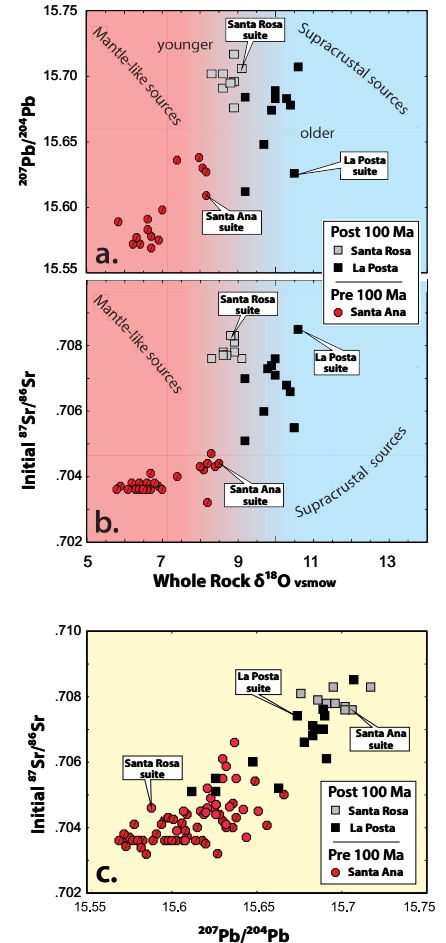 15.75
15.70
15.65
15.60
15.55
207Pb/204Pb
Mantle-like sources
younger
Santa Rosa
suite
Supracrustal sources
older
La Posta
suite
Santa Ana
suite
a.
Post 100 Ma
Santa Rosa
La Posta
Pre 100 Ma
Santa Ana
.708
.706
.704
.702
Initial 87Sr/86Sr
Mantle-like sources
Santa Rosa
suite
La Posta
suite
Santa Ana
suite
Supracrustal sources
b.
5 7 9 11 13
Whole Rock δ18O vsmow
.710
.708
.706
.704
.702
Initial 87Sr/86Sr
La Posta
suite
Santa Ana
suite
Santa Rosa
suite
Post 100 Ma
Santa Rosa
La Posta
Pre 100 Ma
Santa Ana
c.
15.55 15.6 15.65 15.7 15.75
207Pb/204Pb